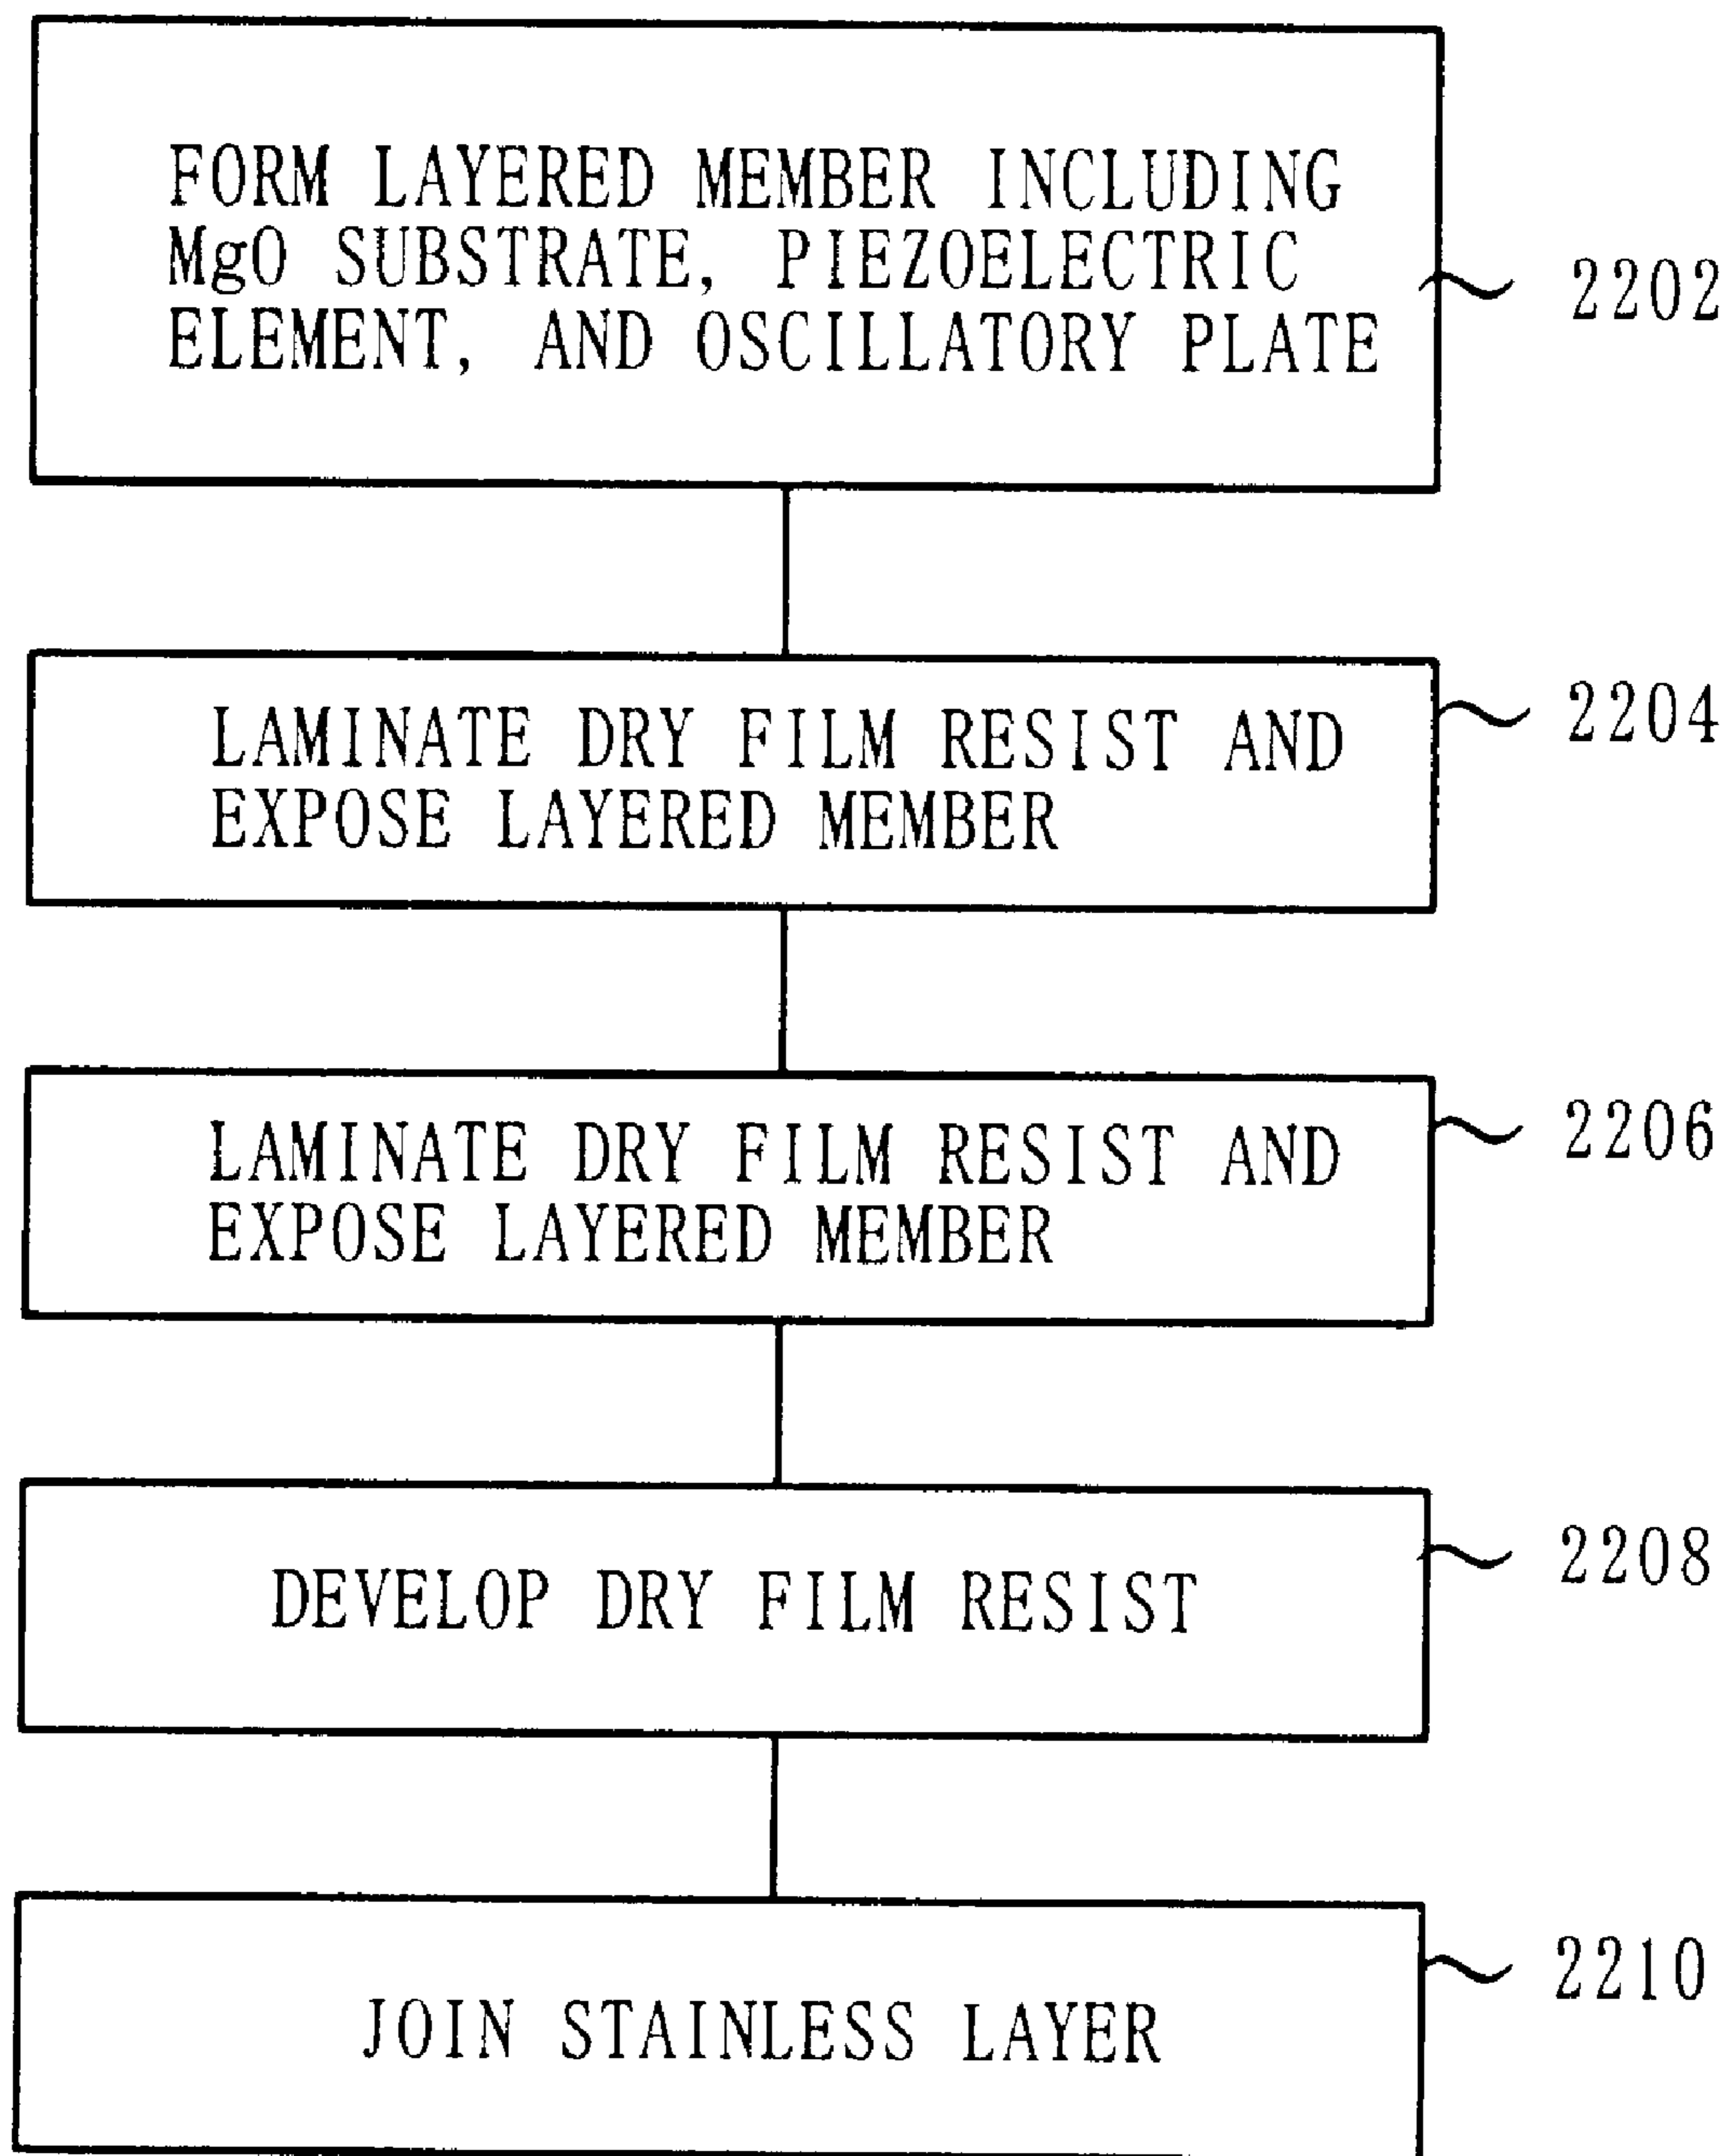 FORM LAYERED MEMBER INCLUDING
MgO SUBSTRATE, PIEZOELECTRIC
ELEMENT, AND OSCILLATORY PLATE
2202
LAMINATE DRY FILM RESIST AND
EXPOSE LAYERED MEMBER
2204
LAMINATE DRY FILM RESIST AND
EXPOSE LAYERED MEMBER
2206
DEVELOP DRY FILM RESIST
2208
JOIN STAINLESS LAYER
2210